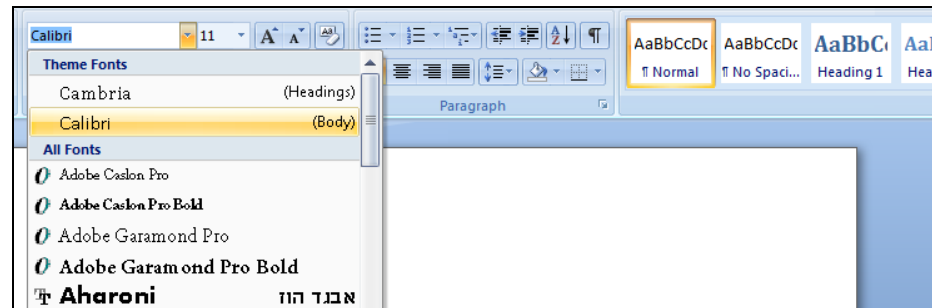 Calibri 11
AaBbCcDc AaBbCcDc AaBbC Aa
¶ Normal ¶ No Spaci... Heading 1 Hea
Paragraph
Theme Fonts
Cambria (Headings)
Calibri (Body)
All Fonts
Adobe Caslon Pro
Adobe Caslon Pro Bold
Adobe Garamond Pro
Adobe Garamond Pro Bold
Aharoni אבגד הוז